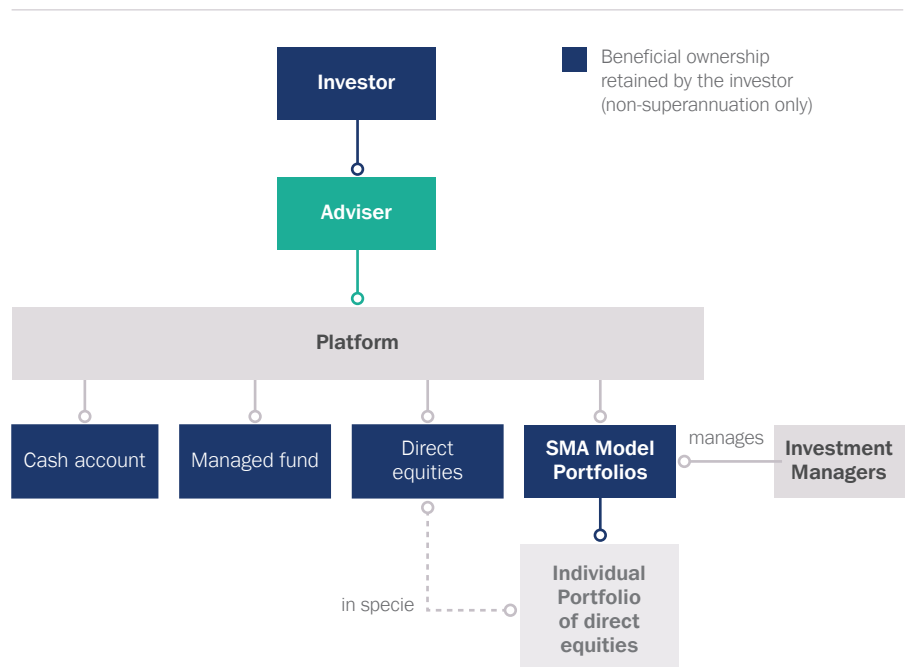 Investor
Beneficial ownership
retained by the investor
(non-superannuation only)
Adviser
Platform
Cash account
Managed fund
Direct
equities
SMA Model
Portfolios
manages
Investment
Managers
in specie
Individual
Portfolio
of direct
equities